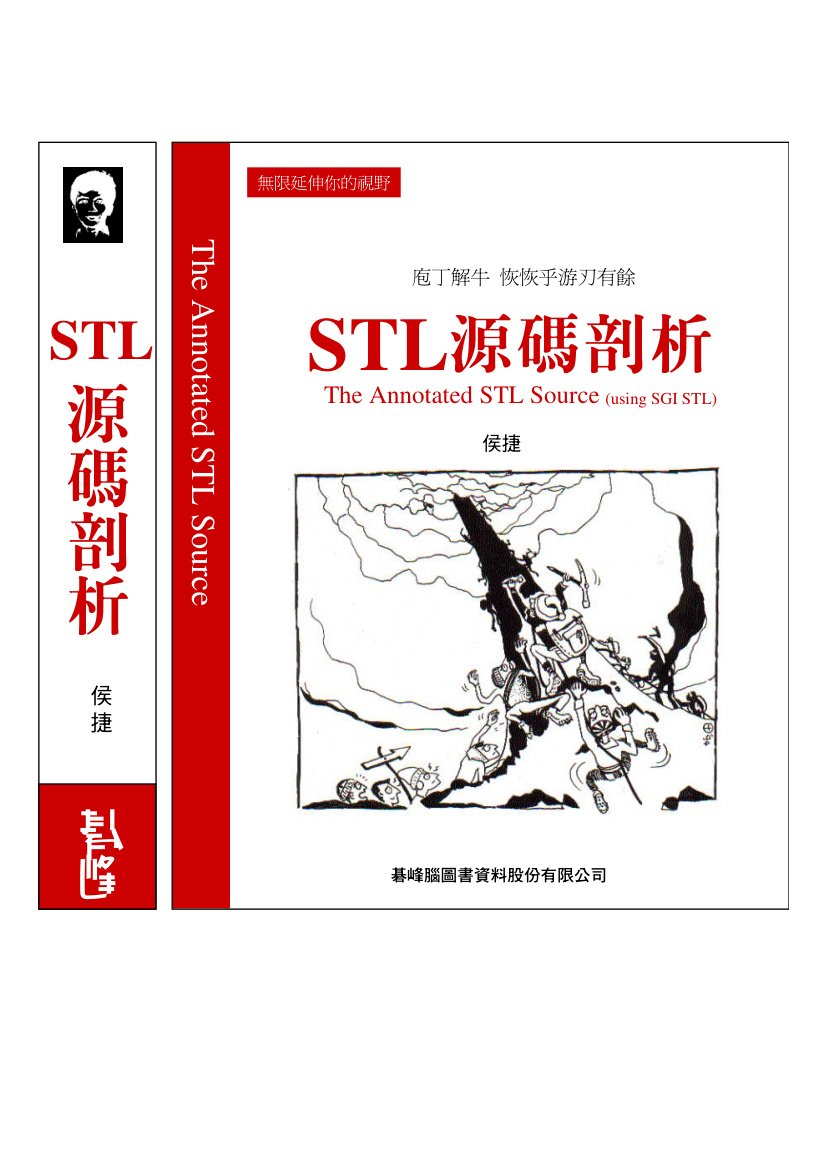 STL
源
碼
剖
析
侯
捷
The Annotated STL Source
無限延伸你的視野
庖丁解牛 恢恢乎游刃有餘
STL源碼剖析
The Annotated STL Source (using SGI STL)
侯捷
碁峰腦圖書資料股份有限公司